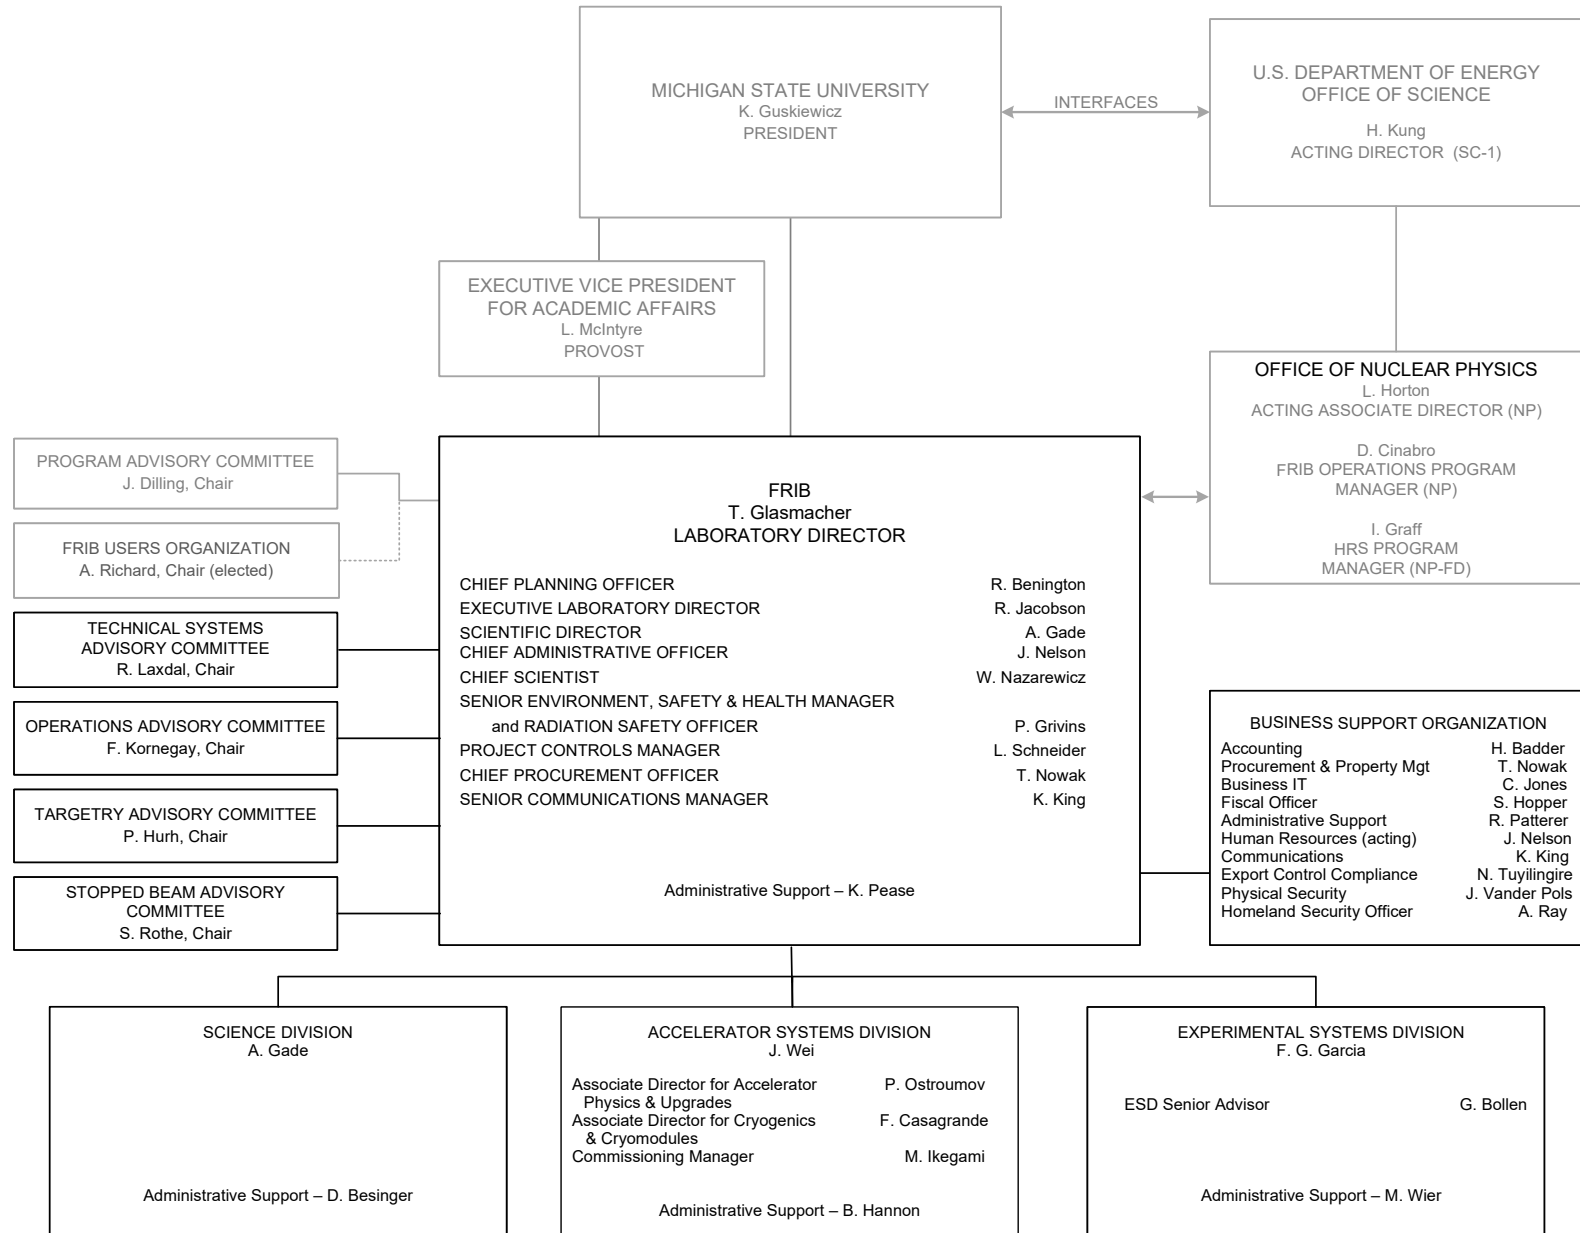 MICHIGAN STATE UNIVERSITY
K. Guskiewicz
PRESIDENT
INTERFACES
U.S. DEPARTMENT OF ENERGY
OFFICE OF SCIENCE
H. Kung
ACTING DIRECTOR (SC-1)
EXECUTIVE VICE PRESIDENT
FOR ACADEMIC AFFAIRS
L. McIntyre
PROVOST
OFFICE OF NUCLEAR PHYSICS
L. Horton
ACTING ASSOCIATE DIRECTOR (NP)
D. Cinabro
FRIB OPERATIONS PROGRAM
MANAGER (NP)
I. Graff
HRS PROGRAM
MANAGER (NP-FD)
PROGRAM ADVISORY COMMITTEE
J. Dilling, Chair
FRIB USERS ORGANIZATION
A. Richard, Chair (elected)
TECHNICAL SYSTEMS
ADVISORY COMMITTEE
R. Laxdal, Chair
OPERATIONS ADVISORY COMMITTEE
F. Kornegay, Chair
TARGETRY ADVISORY COMMITTEE
P. Hurh, Chair
STOPPED BEAM ADVISORY
COMMITTEE
S. Rothe, Chair
FRIB
T. Glasmacher
LABORATORY DIRECTOR
CHIEF PLANNING OFFICER R. Benington
EXECUTIVE LABORATORY DIRECTOR R. Jacobson
SCIENTIFIC DIRECTOR A. Gade
CHIEF ADMINISTRATIVE OFFICER J. Nelson
CHIEF SCIENTIST W. Nazarewicz
SENIOR ENVIRONMENT, SAFETY & HEALTH MANAGER
and RADIATION SAFETY OFFICER P. Grivins
PROJECT CONTROLS MANAGER L. Schneider
CHIEF PROCUREMENT OFFICER T. Nowak
SENIOR COMMUNICATIONS MANAGER K. King
Administrative Support – K. Pease
BUSINESS SUPPORT ORGANIZATION
Accounting H. Badder
Procurement & Property Mgt T. Nowak
Business IT C. Jones
Fiscal Officer S. Hopper
Administrative Support R. Patterer
Human Resources (acting) J. Nelson
Communications K. King
Export Control Compliance N. Tuyilingire
Physical Security J. Vander Pols
Homeland Security Officer A. Ray
SCIENCE DIVISION
A. Gade
Administrative Support – D. Besinger
ACCELERATOR SYSTEMS DIVISION
J. Wei
Associate Director for Accelerator P. Ostroumov
Physics & Upgrades
Associate Director for Cryogenics F. Casagrande
& Cryomodules
Commissioning Manager M. Ikegami
Administrative Support – B. Hannon
EXPERIMENTAL SYSTEMS DIVISION
F. G. Garcia
ESD Senior Advisor G. Bollen
Administrative Support – M. Wier